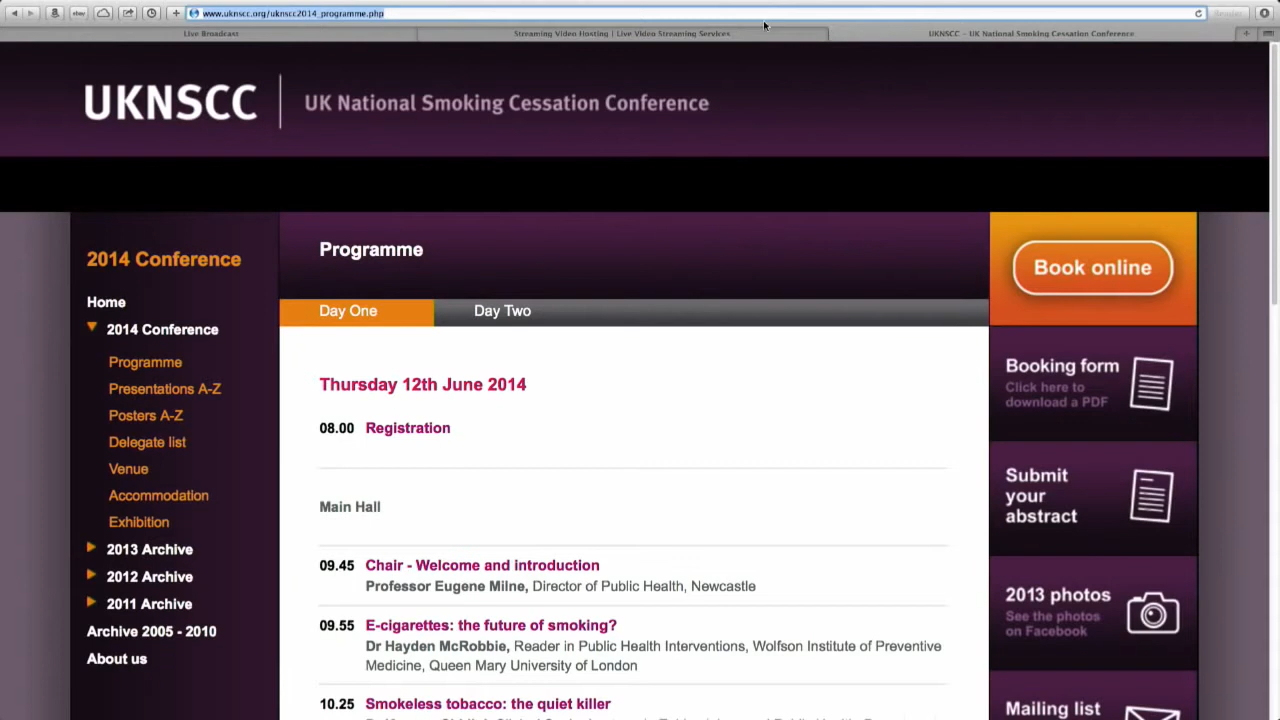 ebay
www.uknscc.org/uknscc2014_programme.php
Reader
Live Broadcast
Streaming Video Hosting | Live Video Streaming Services
UKNSCC - UK National Smoking Cessation Conference
UKNSCC
UK National Smoking Cessation Conference
2014 Conference
Home
2014 Conference
Programme
Presentations A-Z
Posters A-Z
Delegate list
Venue
Accommodation
Exhibition
2013 Archive
2012 Archive
2011 Archive
Archive 2005 - 2010
About us
Programme
Day One
Day Two
Thursday 12th June 2014
08.00 Registration
Main Hall
09.45 Chair - Welcome and introduction
Professor Eugene Milne, Director of Public Health, Newcastle
09.55 E-cigarettes: the future of smoking?
Dr Hayden McRobbie, Reader in Public Health Interventions, Wolfson Institute of Preventive
Medicine, Queen Mary University of London
10.25 Smokeless tobacco: the quiet killer
Book online
Booking form
Click here to
download a PDF
Submit
your
abstract
2013 photos
See the photos
on Facebook
Mailing list